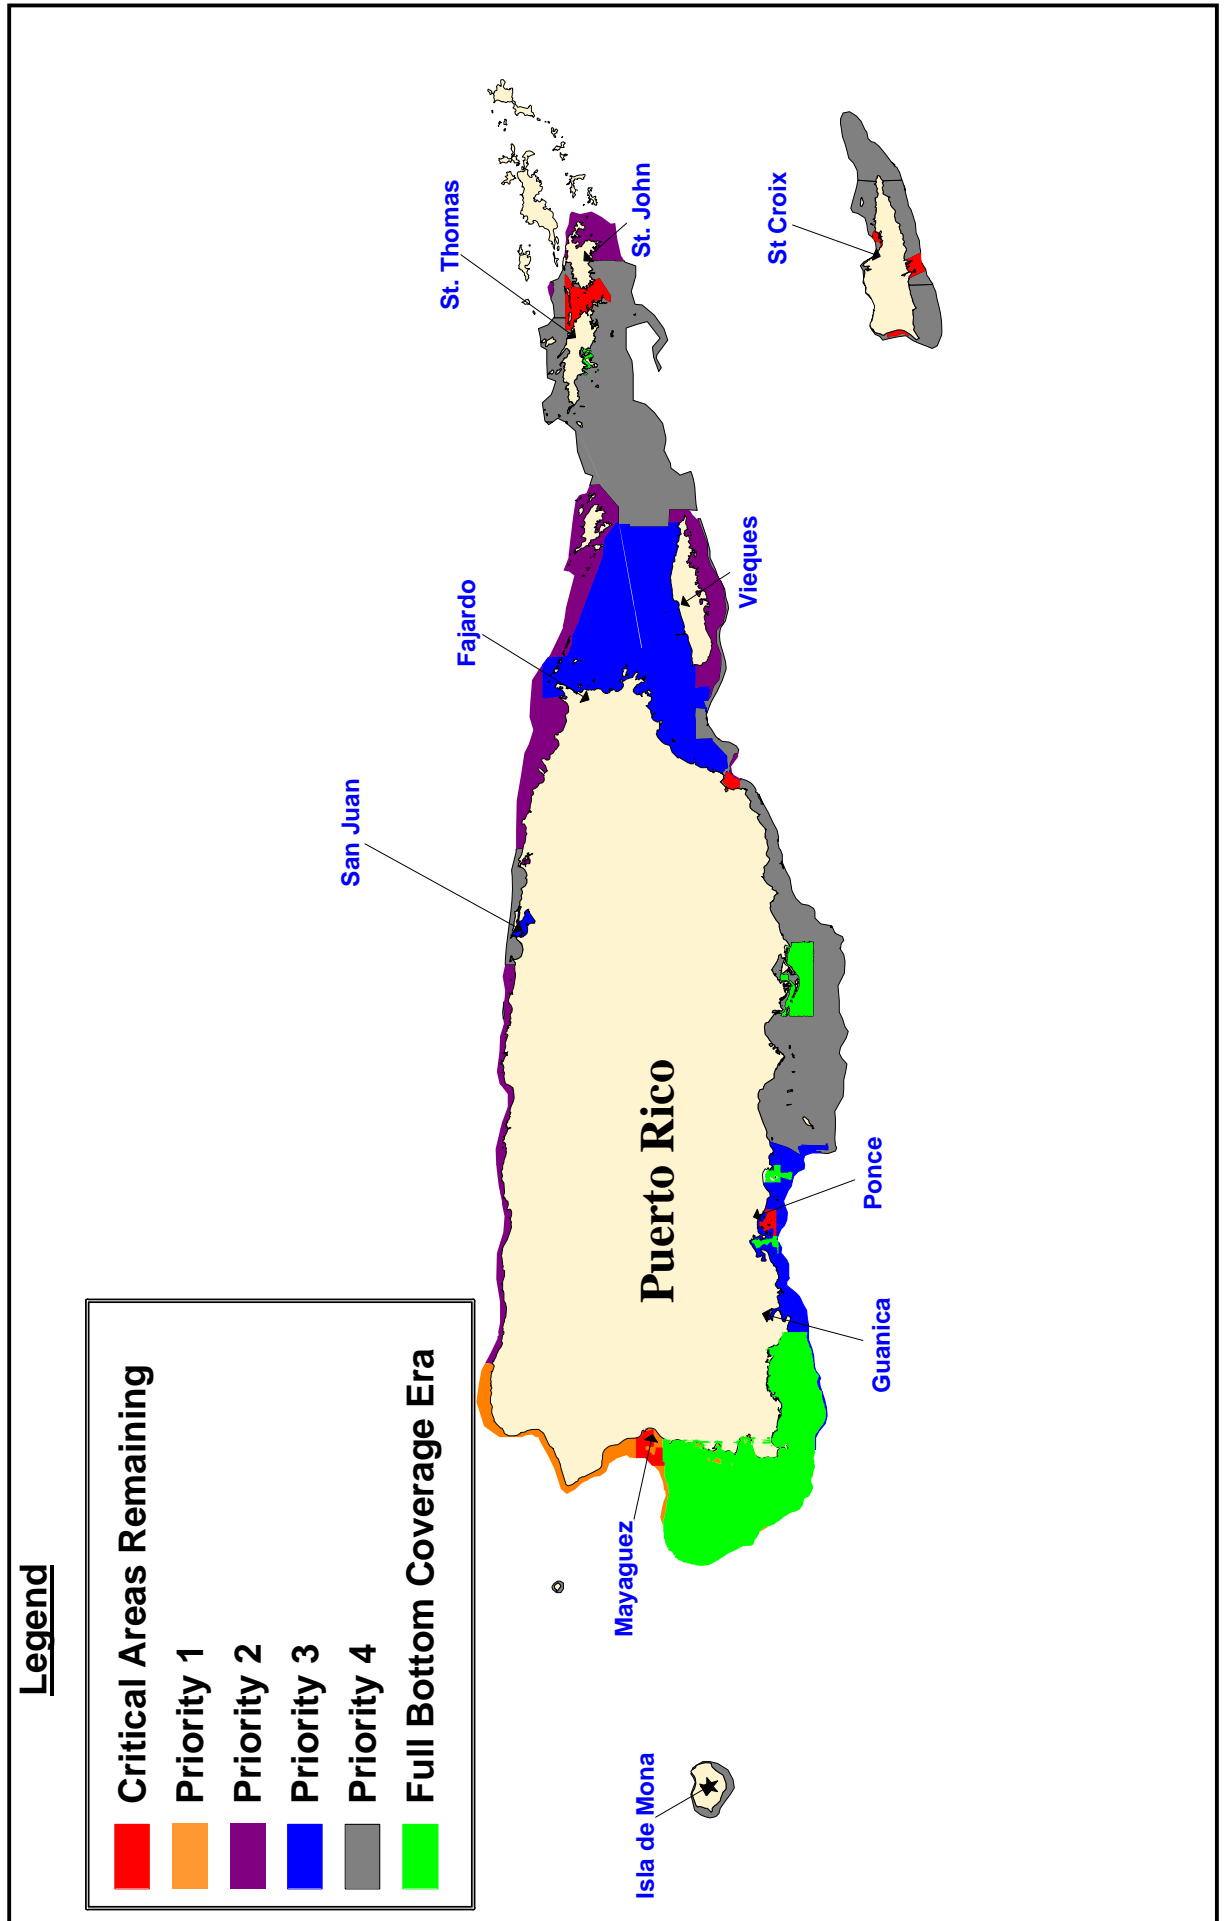 Legend
Critical Areas Remaining
Priority 1
Priority 2
Priority 3
Priority 4
Full Bottom Coverage Era
San Juan
St. Thomas
Fajardo
St. John
Mayaguez
Isla de Mona
Puerto Rico
Vieques
St Croix
Ponce
Guanica